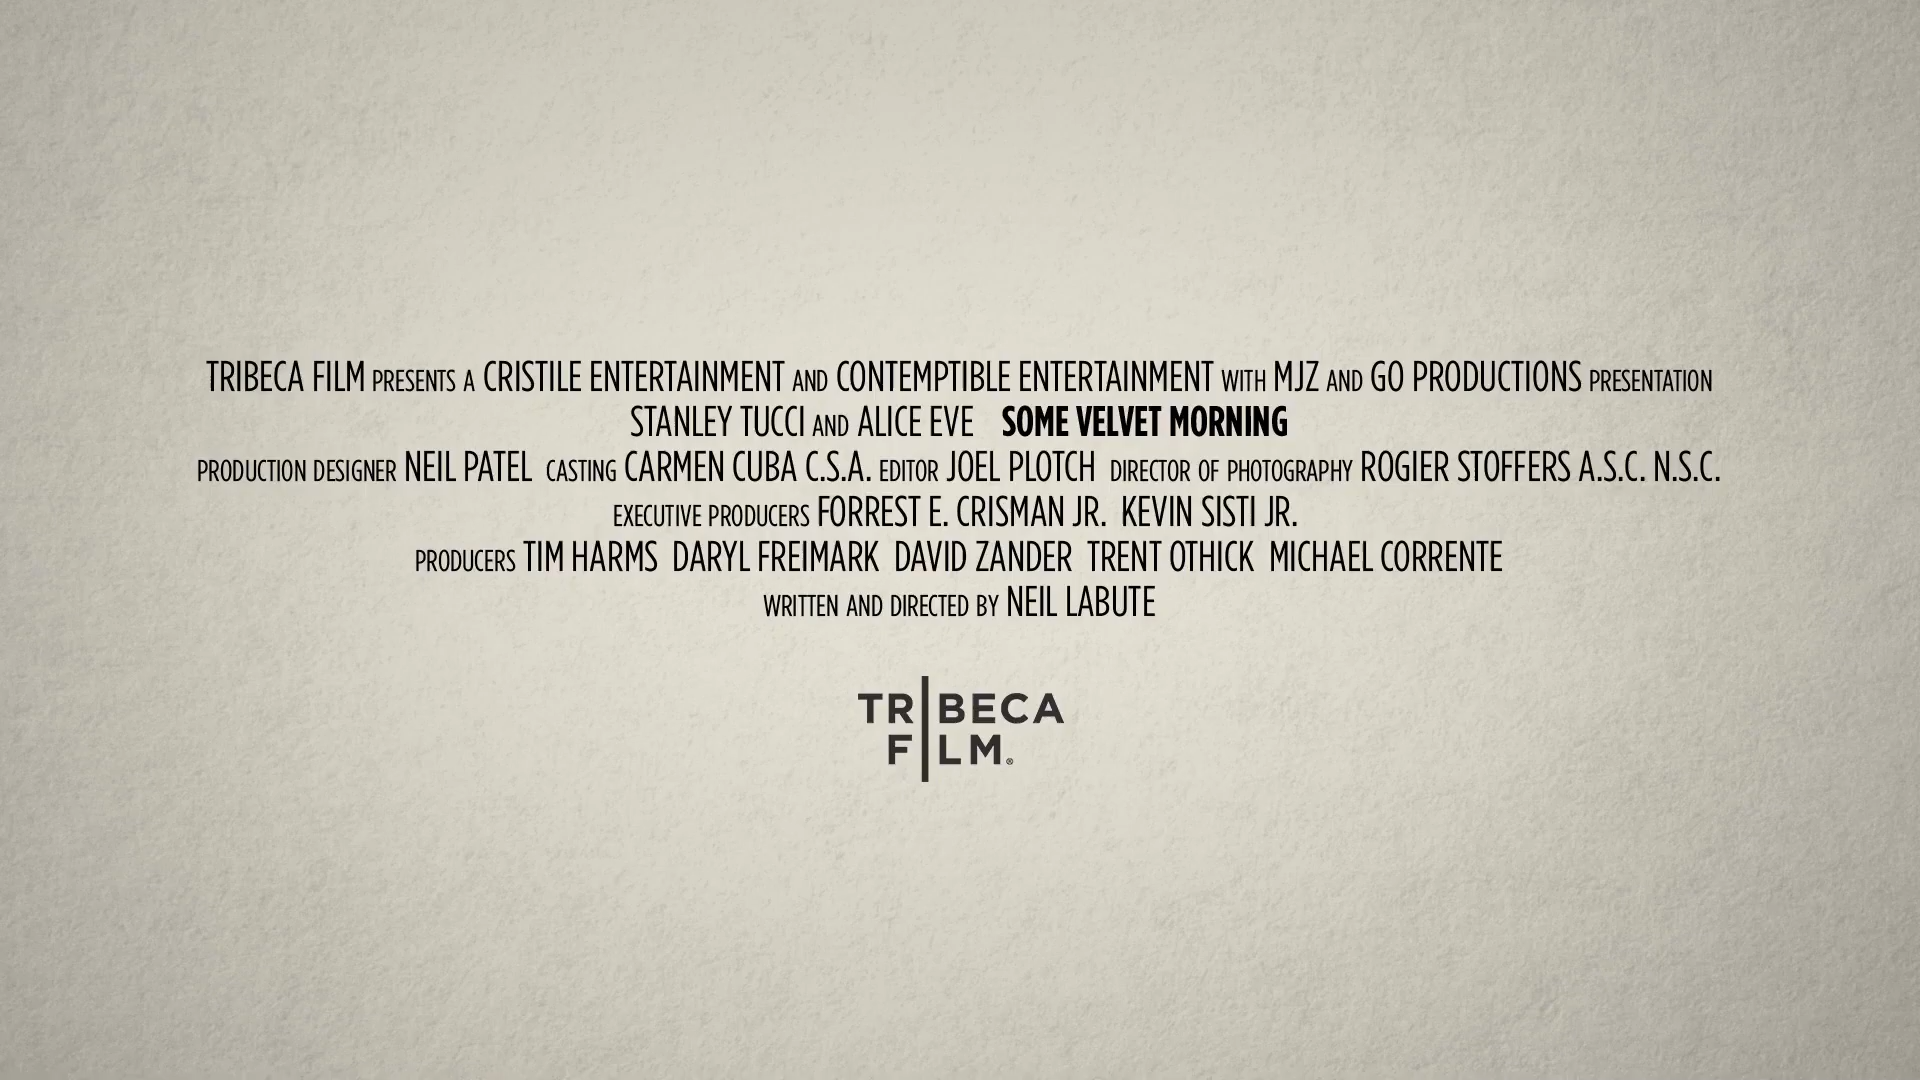 TRIBECA FILM PRESENTS A CRISTILE ENTERTAINMENT AND CONTEMPTIBLE ENTERTAINMENT WITH MJZ AND GO PRODUCTIONS PRESENTATION
STANLEY TUCCI AND ALICE EVE SOME VELVET MORNING
PRODUCTION DESIGNER NEIL PATEL CASTING CARMEN CUBA C.S.A. EDITOR JOEL PLOTCH DIRECTOR OF PHOTOGRAPHY ROGIER STOFFERS A.S.C. N.S.C.
EXECUTIVE PRODUCERS FORREST E. CRISMAN JR. KEVIN SISTI JR.
PRODUCERS TIM HARMS DARYL FREIMARK DAVID ZANDER TRENT OTHICK MICHAEL CORRENTE
WRITTEN AND DIRECTED BY NEIL LABUTE
TRIBECA
FILM®